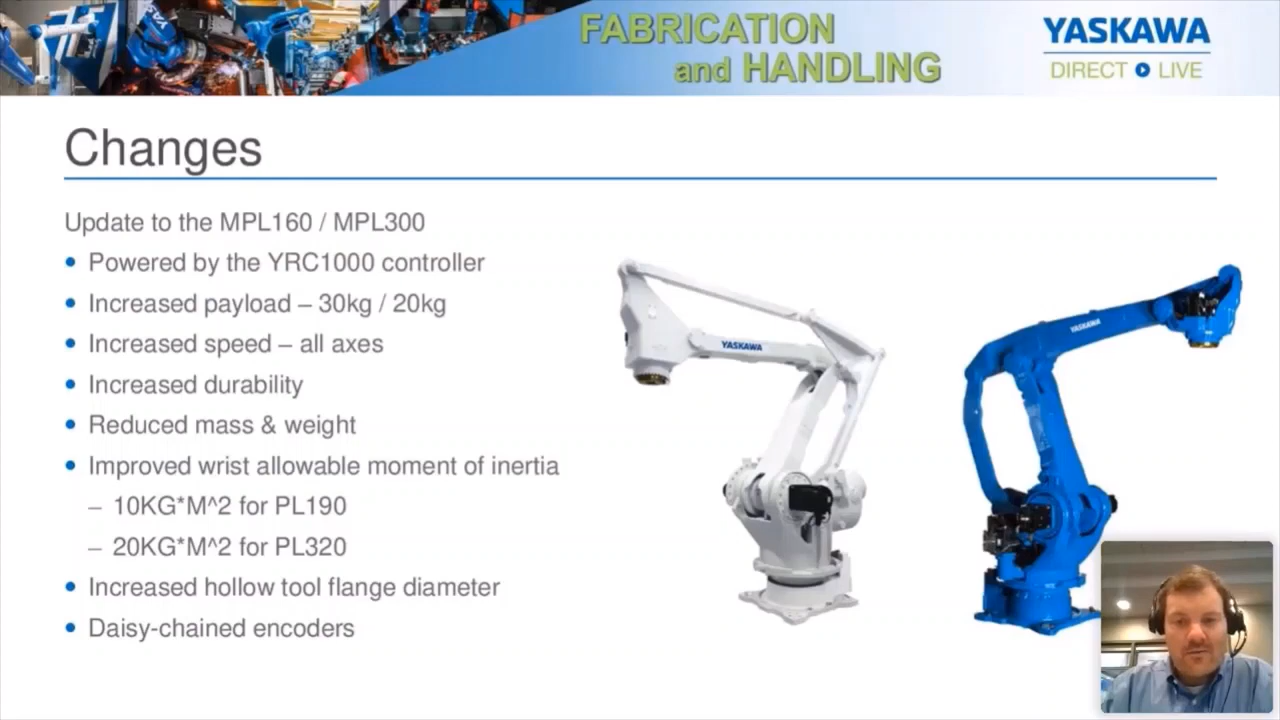 FABRICATION
and HANDLING
YASKAWA
DIRECT LIVE
Changes
Update to the MPL160 / MPL300
• Powered by the YRC1000 controller
• Increased payload – 30kg / 20kg
• Increased speed – all axes
• Increased durability
• Reduced mass & weight
• Improved wrist allowable moment of inertia
– 10KG*M^2 for PL190
– 20KG*M^2 for PL320
• Increased hollow tool flange diameter
• Daisy-chained encoders
YASKAWA
YASKAWA